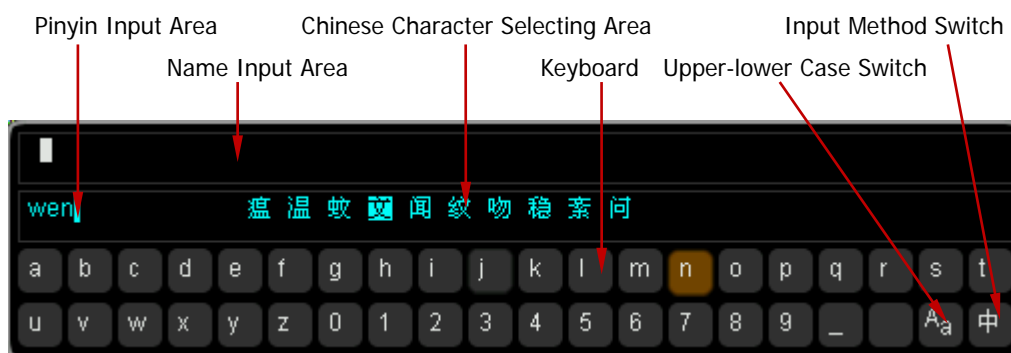 Pinyin Input Area Chinese Character Selecting Area Input Method Switch
Name Input Area Keyboard Upper-lower Case Switch
wen 瘟 温 蚊 文 闻 纹 吻 稳 紊 问
a b c d e f g h i j k l m n o p q r s t
u v w x y z 0 1 2 3 4 5 6 7 8 9 _ Aa 中